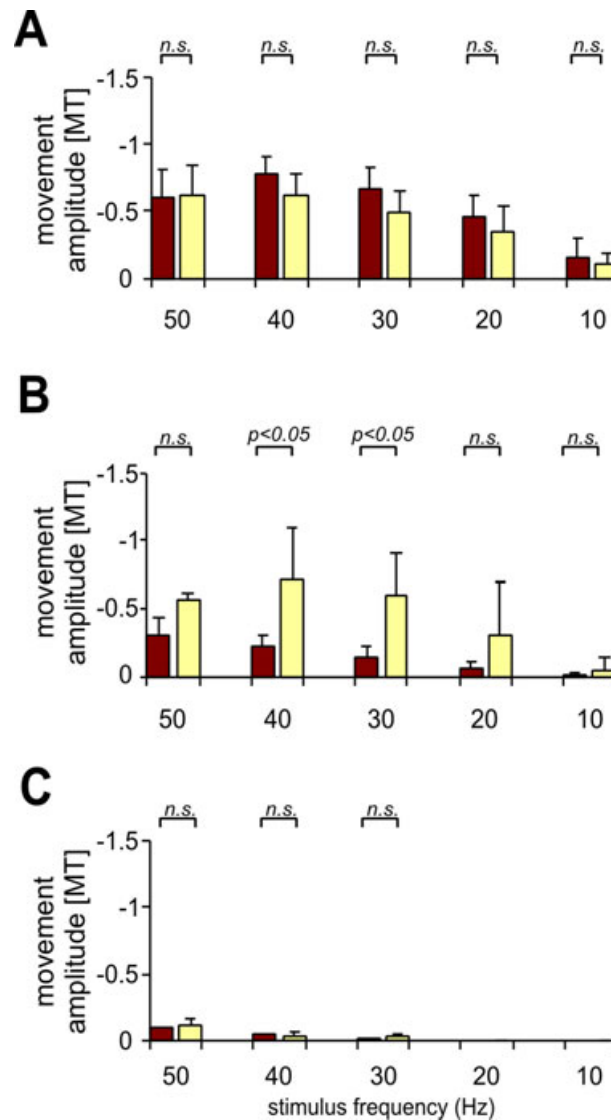 A
n.s. n.s. n.s. n.s. n.s.
movement
amplitude [MT]
-1.5
-1
-0.5
0
50 40 30 20 10
B
n.s. p<0.05 p<0.05 n.s. n.s.
movement
amplitude [MT]
-1.5
-1
-0.5
0
50 40 30 20 10
C
n.s. n.s. n.s.
movement
amplitude [MT]
-1.5
-1
-0.5
0
50 40 30 20 10
stimulus frequency (Hz)